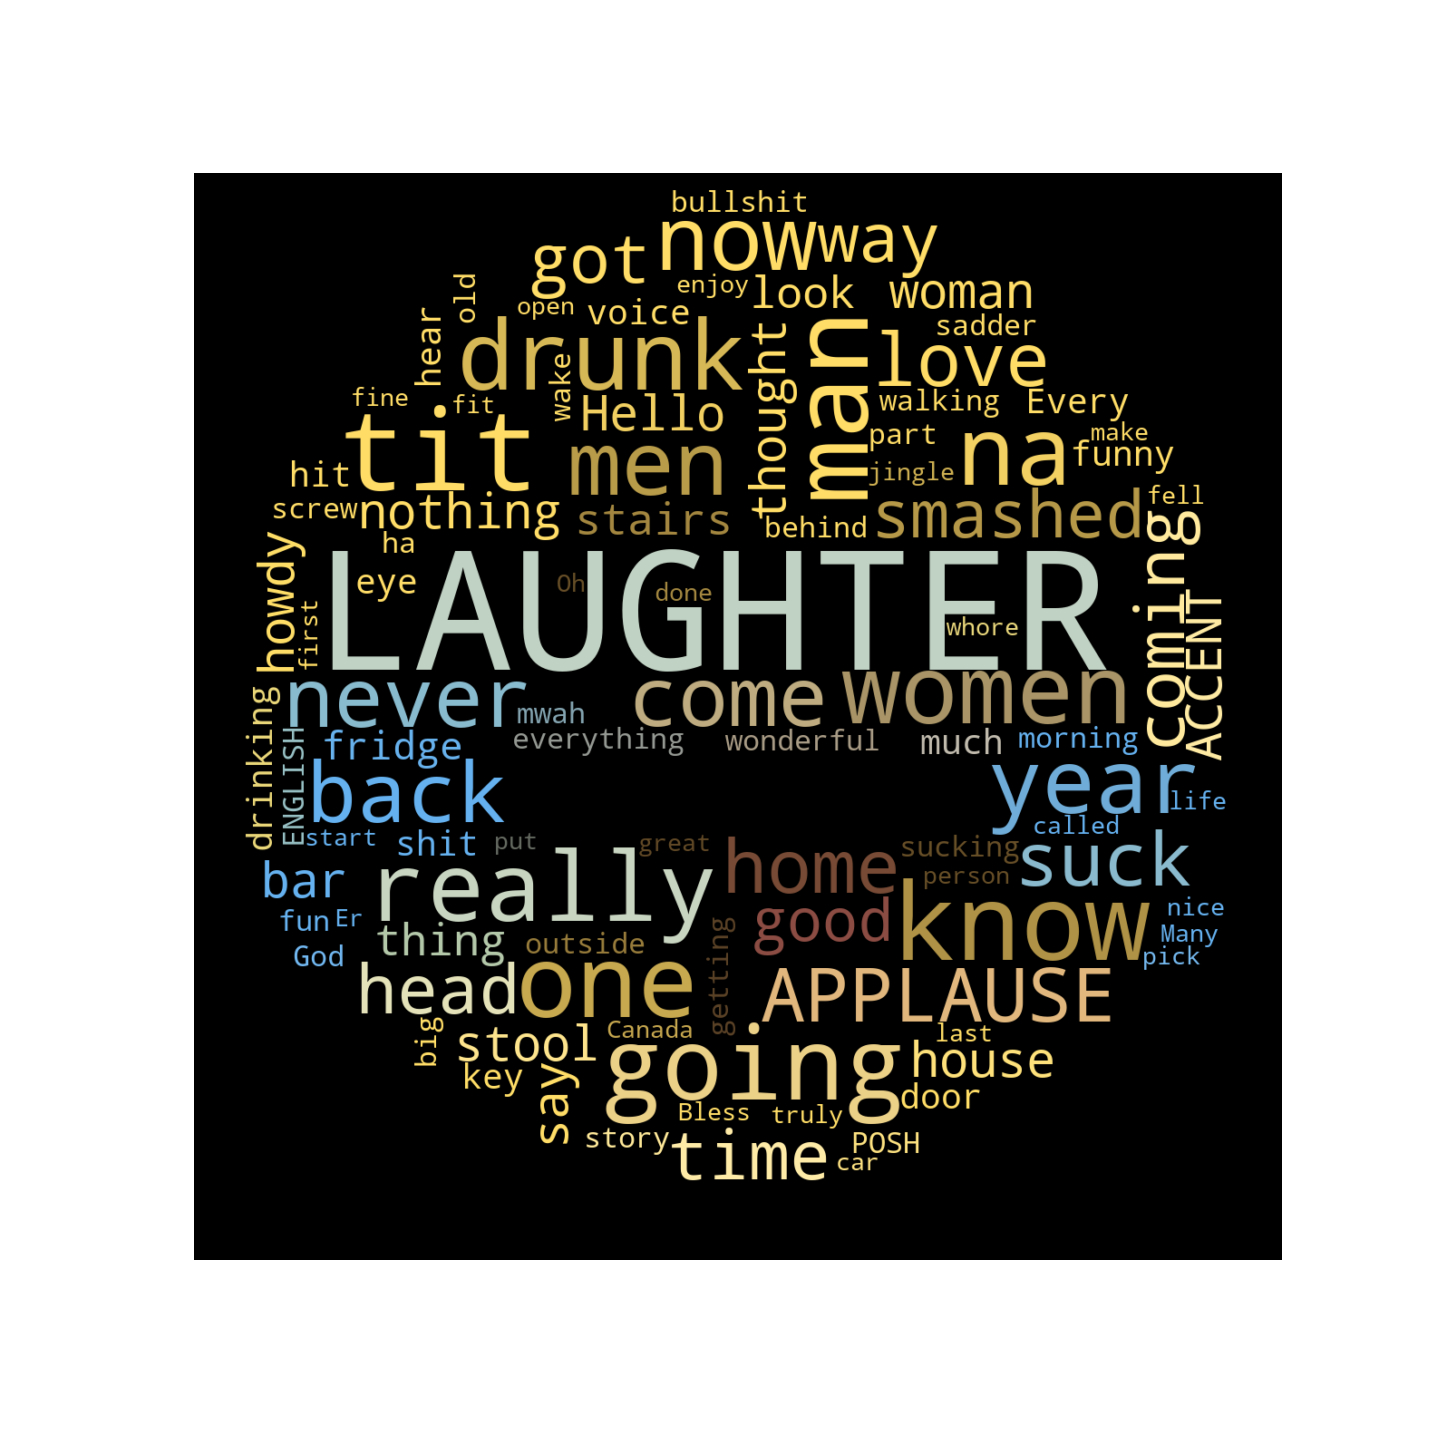 bullshit
now
way
got
enjoy
look
woman
old
open
voice
hear
drunk
wake
thought
man
sadder
love
fine
fit
Hello
walking
Every
tit
men
part
na
make
funny
hit
jingle
screw
nothing
stairs
behind
smashed
fell
coming
howdy
ha
eye
Oh
done
first
LAUGHTER
whore
ACCENT
drinking
never
mwah
come
women
ENGLISH
fridge
everything
wonderful
much
morning
back
year
life
start
shit
put
great
home
sucking
called
suck
bar
really
person
know
fun
Er
good
nice
Many
God
thing
outside
getting
pick
head
one
APPLAUSE
big
stool
Canada
last
key
say
going
house
door
Bless
truly
story
time
POSH
car